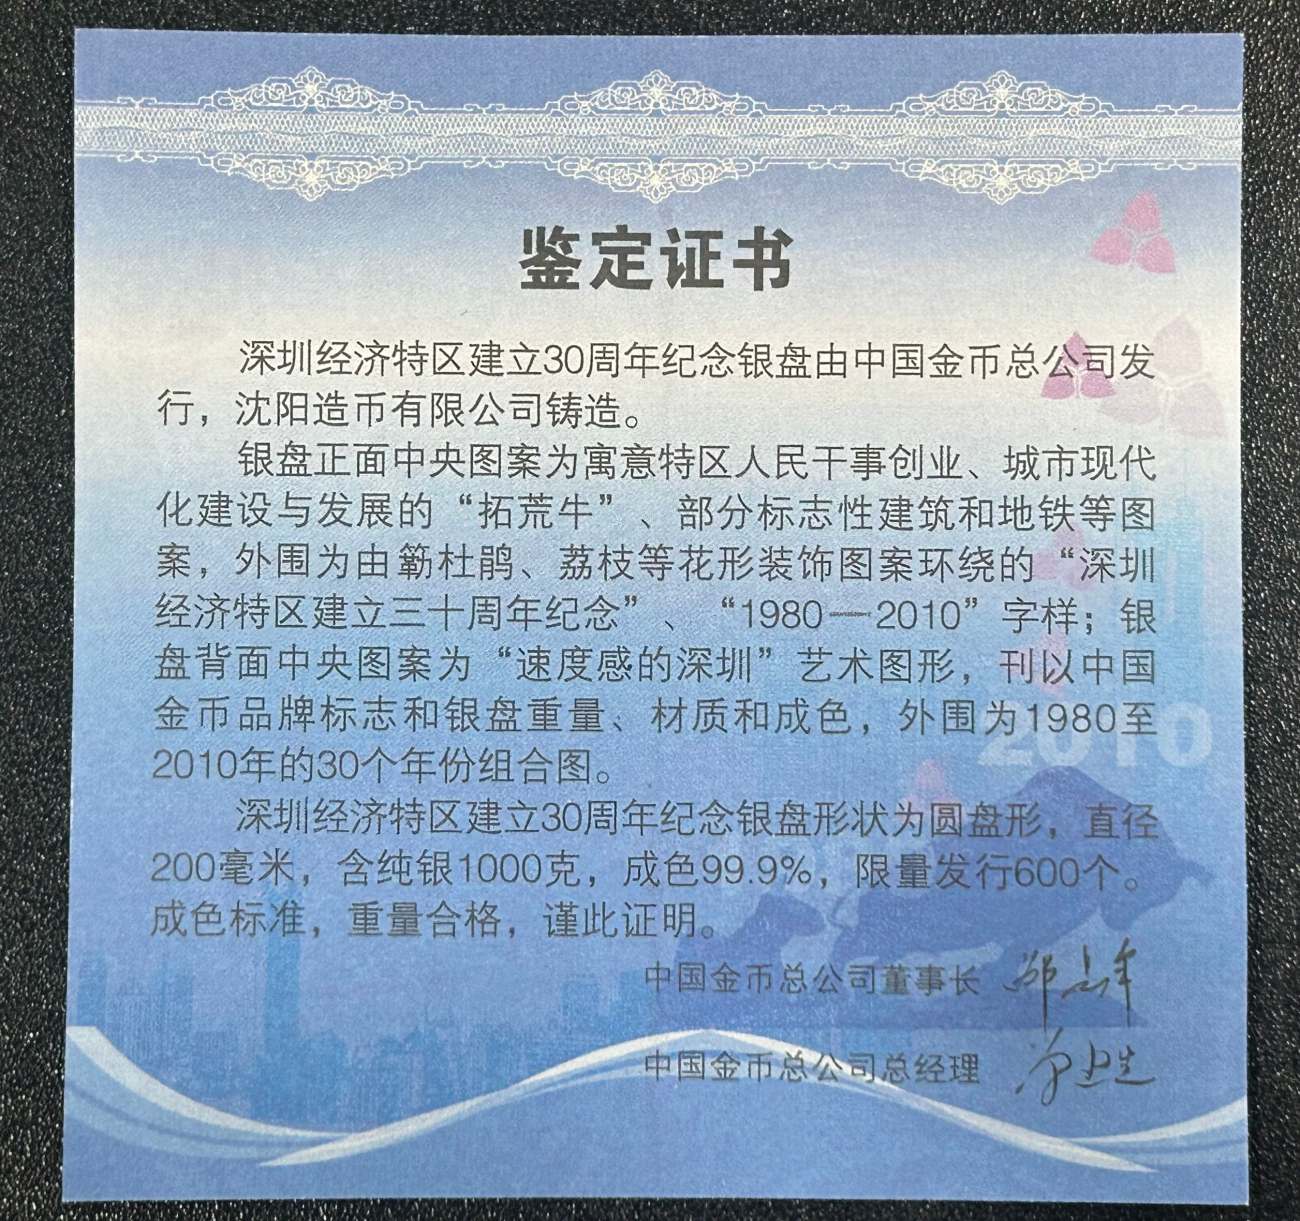 鉴定证书
深圳经济特区建立30周年纪念银盘由中国金币总公司发
行，沈阳造币有限公司铸造。
银盘正面中央图案为寓意特区人民干事创业、城市现代
化建设与发展的“拓荒牛”、部分标志性建筑和地铁等图
案，外围为由簕杜鹃、荔枝等花形装饰图案环绕的“深圳
经济特区建立三十周年纪念”、“1980—2010”字样；银
盘背面中央图案为“速度感的深圳”艺术图形，刊以中国
金币品牌标志和银盘重量、材质和成色，外围为1980至
2010年的30个年份组合图。
2010
深圳经济特区建立30周年纪念银盘形状为圆盘形，直径
200毫米，含纯银1000克，成色99.9%，限量发行600个。
成色标准，重量合格，谨此证明。
中国金币总公司董事长
中国金币总公司总经理